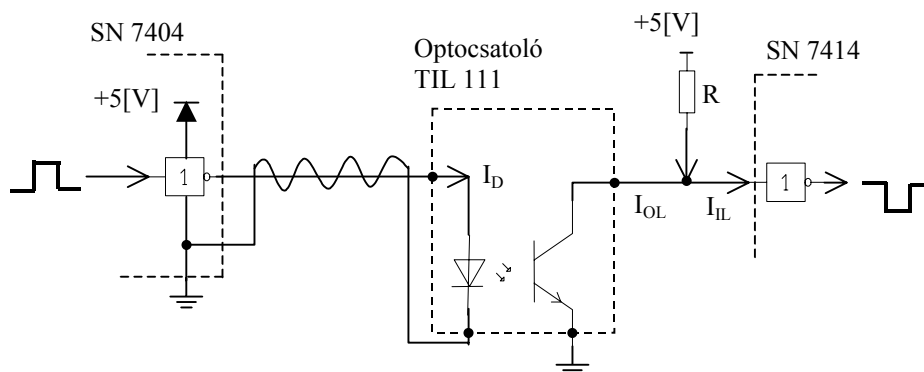 SN 7404
Optocsatoló
TIL 111
+5[V]
SN 7414
+5[V]
R
1
I_D
I_OL
I_IL
1